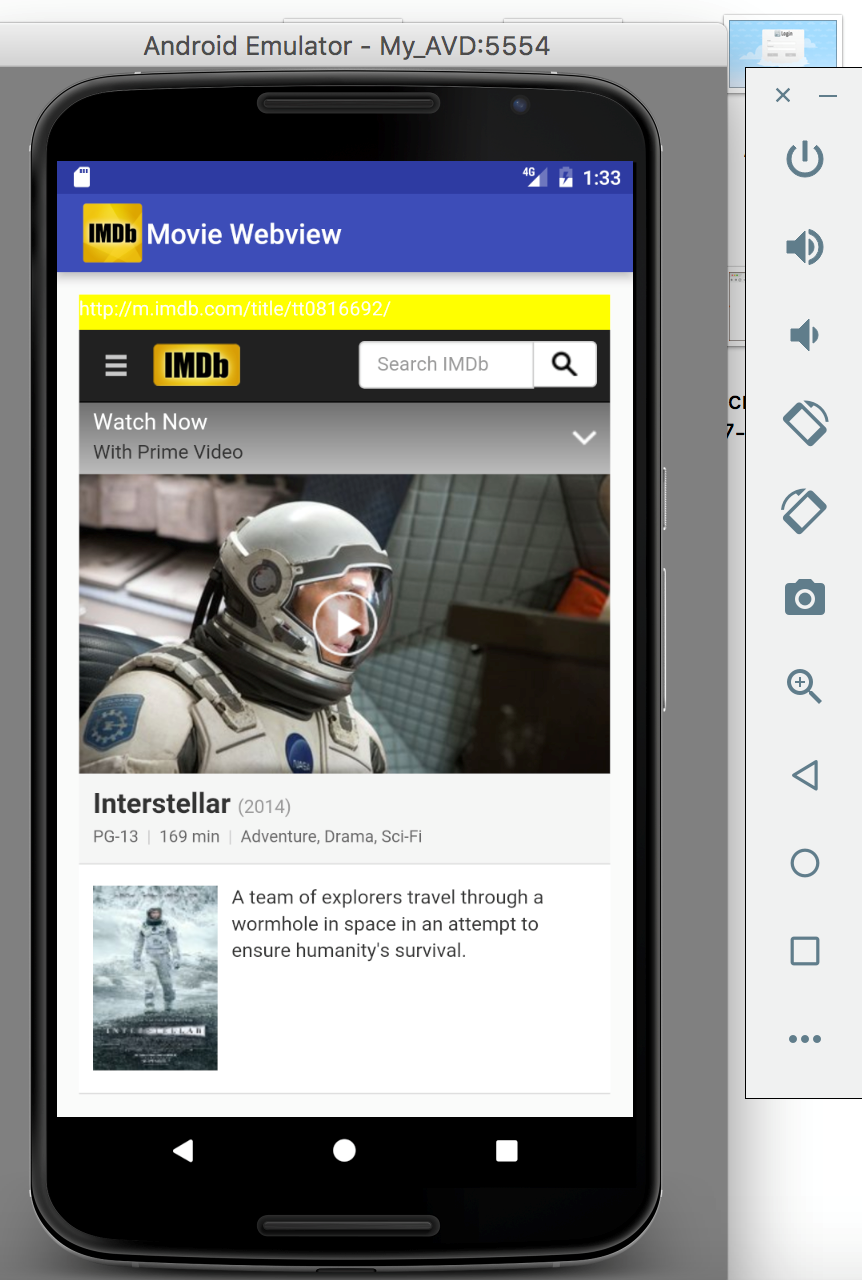 Android Emulator - My_AVD:5554
Login
4G 1:33
IMDb Movie Webview
http://m.imdb.com/title/tt0816692/
IMDb Search IMDb
Watch Now
With Prime Video
Interstellar (2014)
PG-13 | 169 min | Adventure, Drama, Sci-Fi
A team of explorers travel through a
wormhole in space in an attempt to
ensure humanity's survival.
INTERSTELLAR